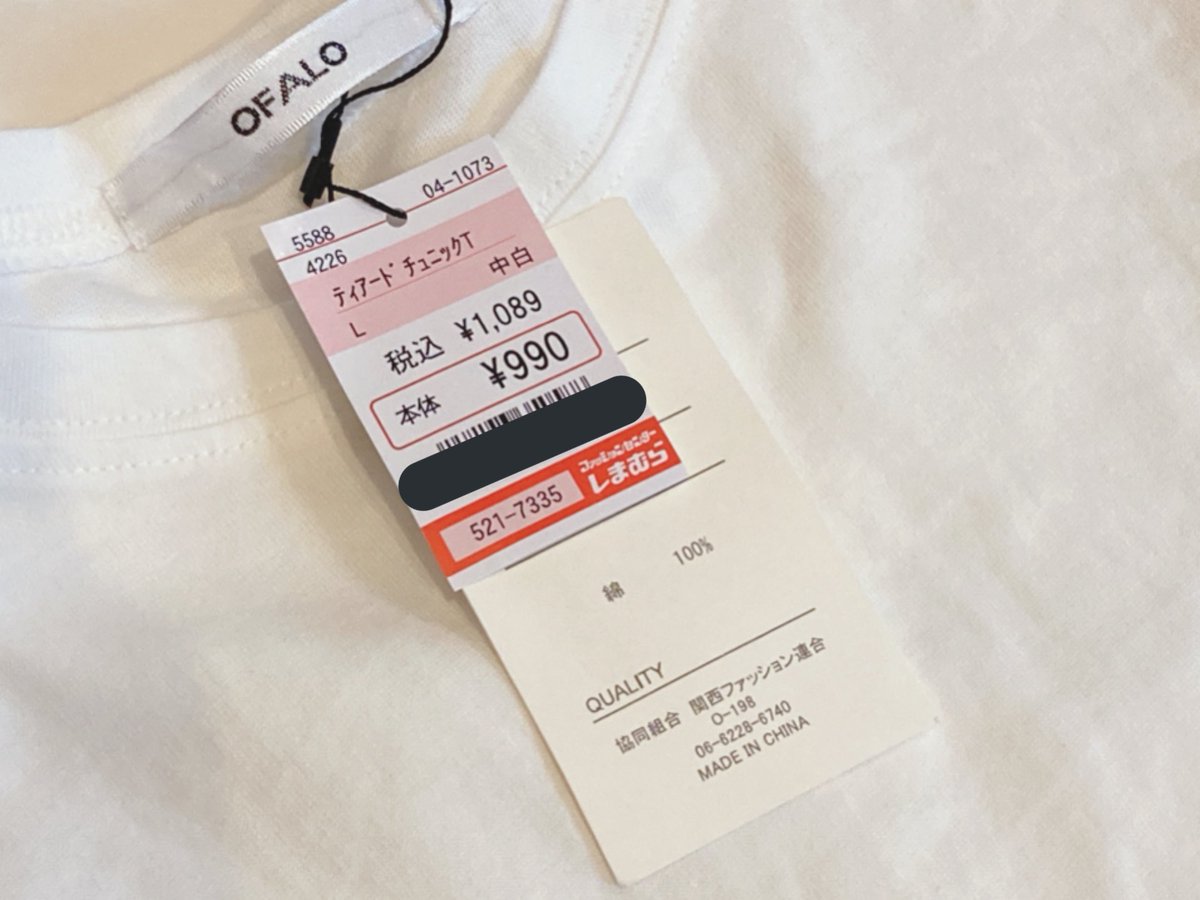 OFALO
04-1073
5588
4226
ティアード チュニックT
L 中白
税込 ¥1,089
本体 ¥990
521-7335
ファッションセンター
しまむら
綿 100%
QUALITY
協同組合 関西ファッション連合
O-198
06-6228-6740
MADE IN CHINA